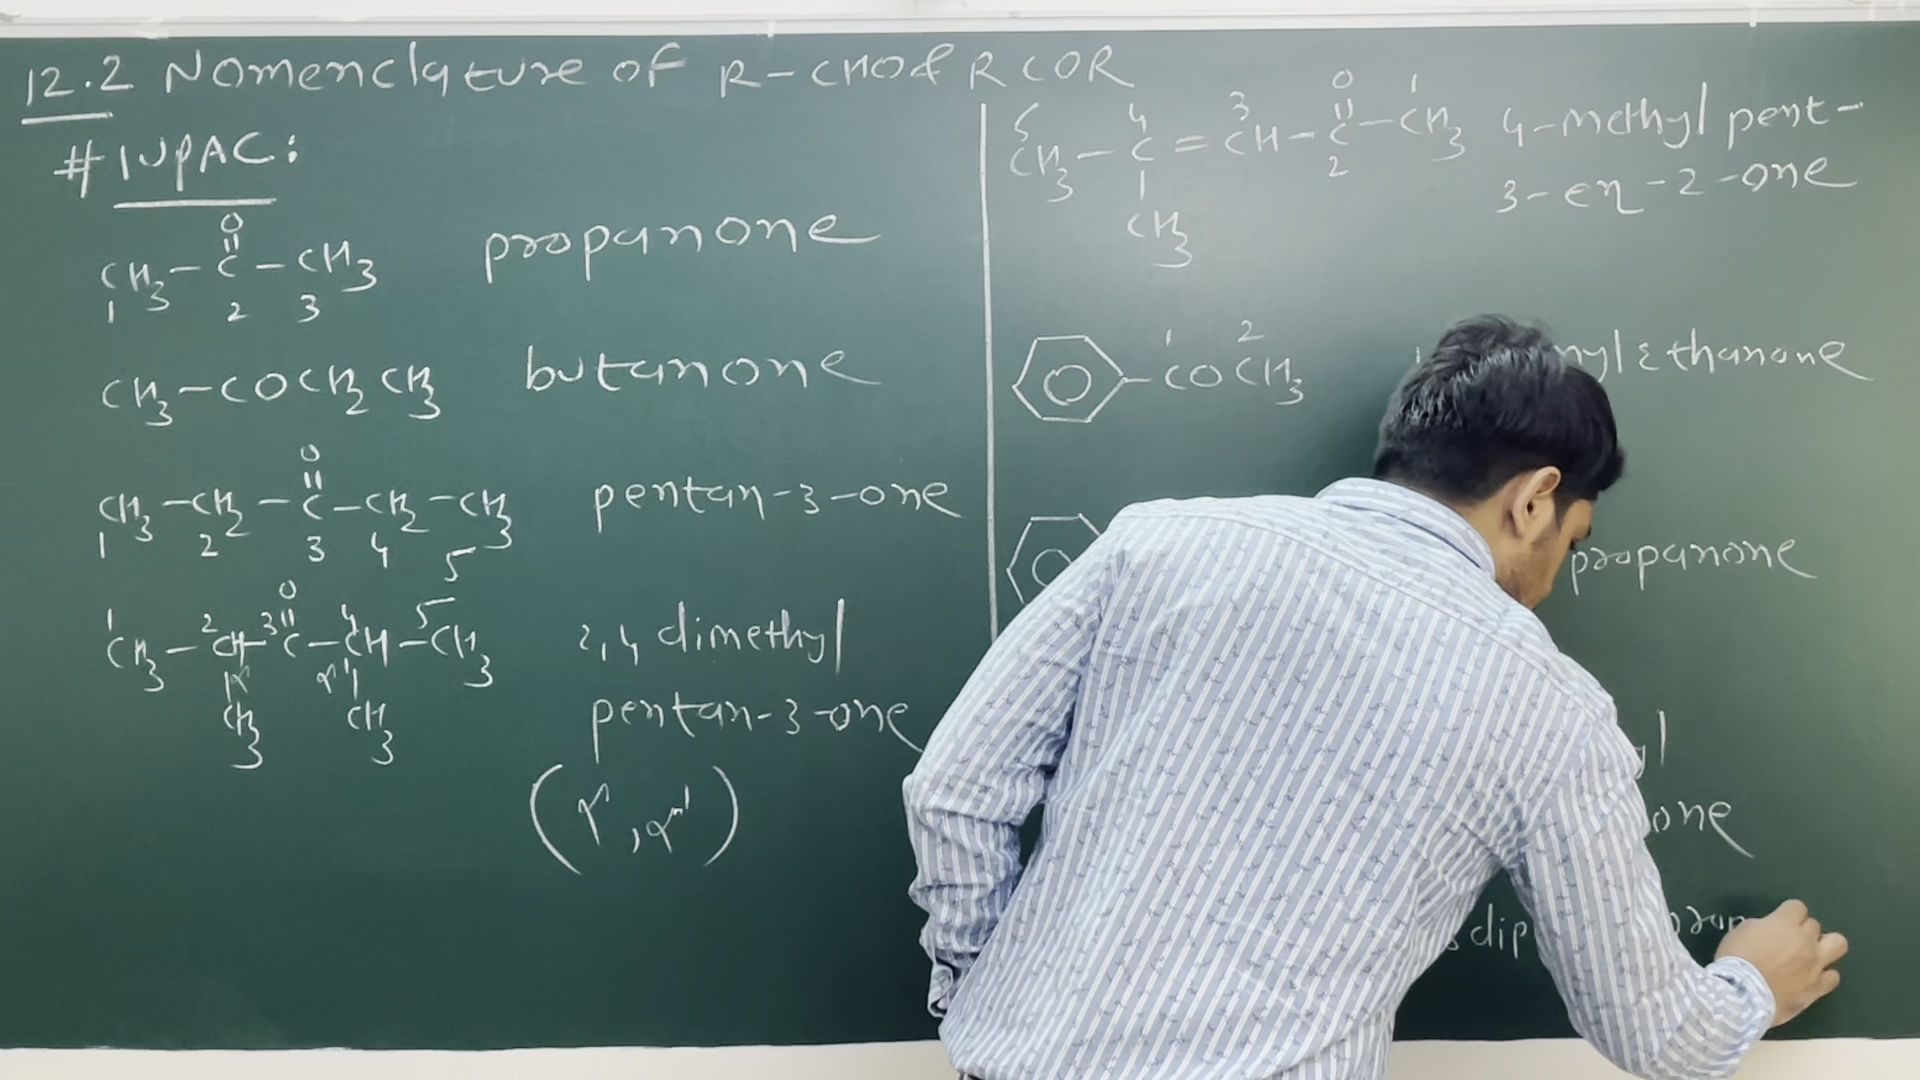 12.2 Nomenclature of R-CHO & RCOR
# IUPAC:
O
CH3-C-CH3 propanone
1 2 3
CH3-COCH2CH3 butanone
O
CH3-CH2-C-CH2-CH3 pentan-3-one
1 2 3 4 5
O
1 2 3 4 5
CH3-CH-C-CH-CH3 2,4 dimethyl
CH3 CH3 pentan-3-one
O
5 4 3 1
CH3-C=CH-C-CH3 4-methyl pent-
2
CH3 3-en-2-one
1 2
COCH3 Ethanone
propanone
one